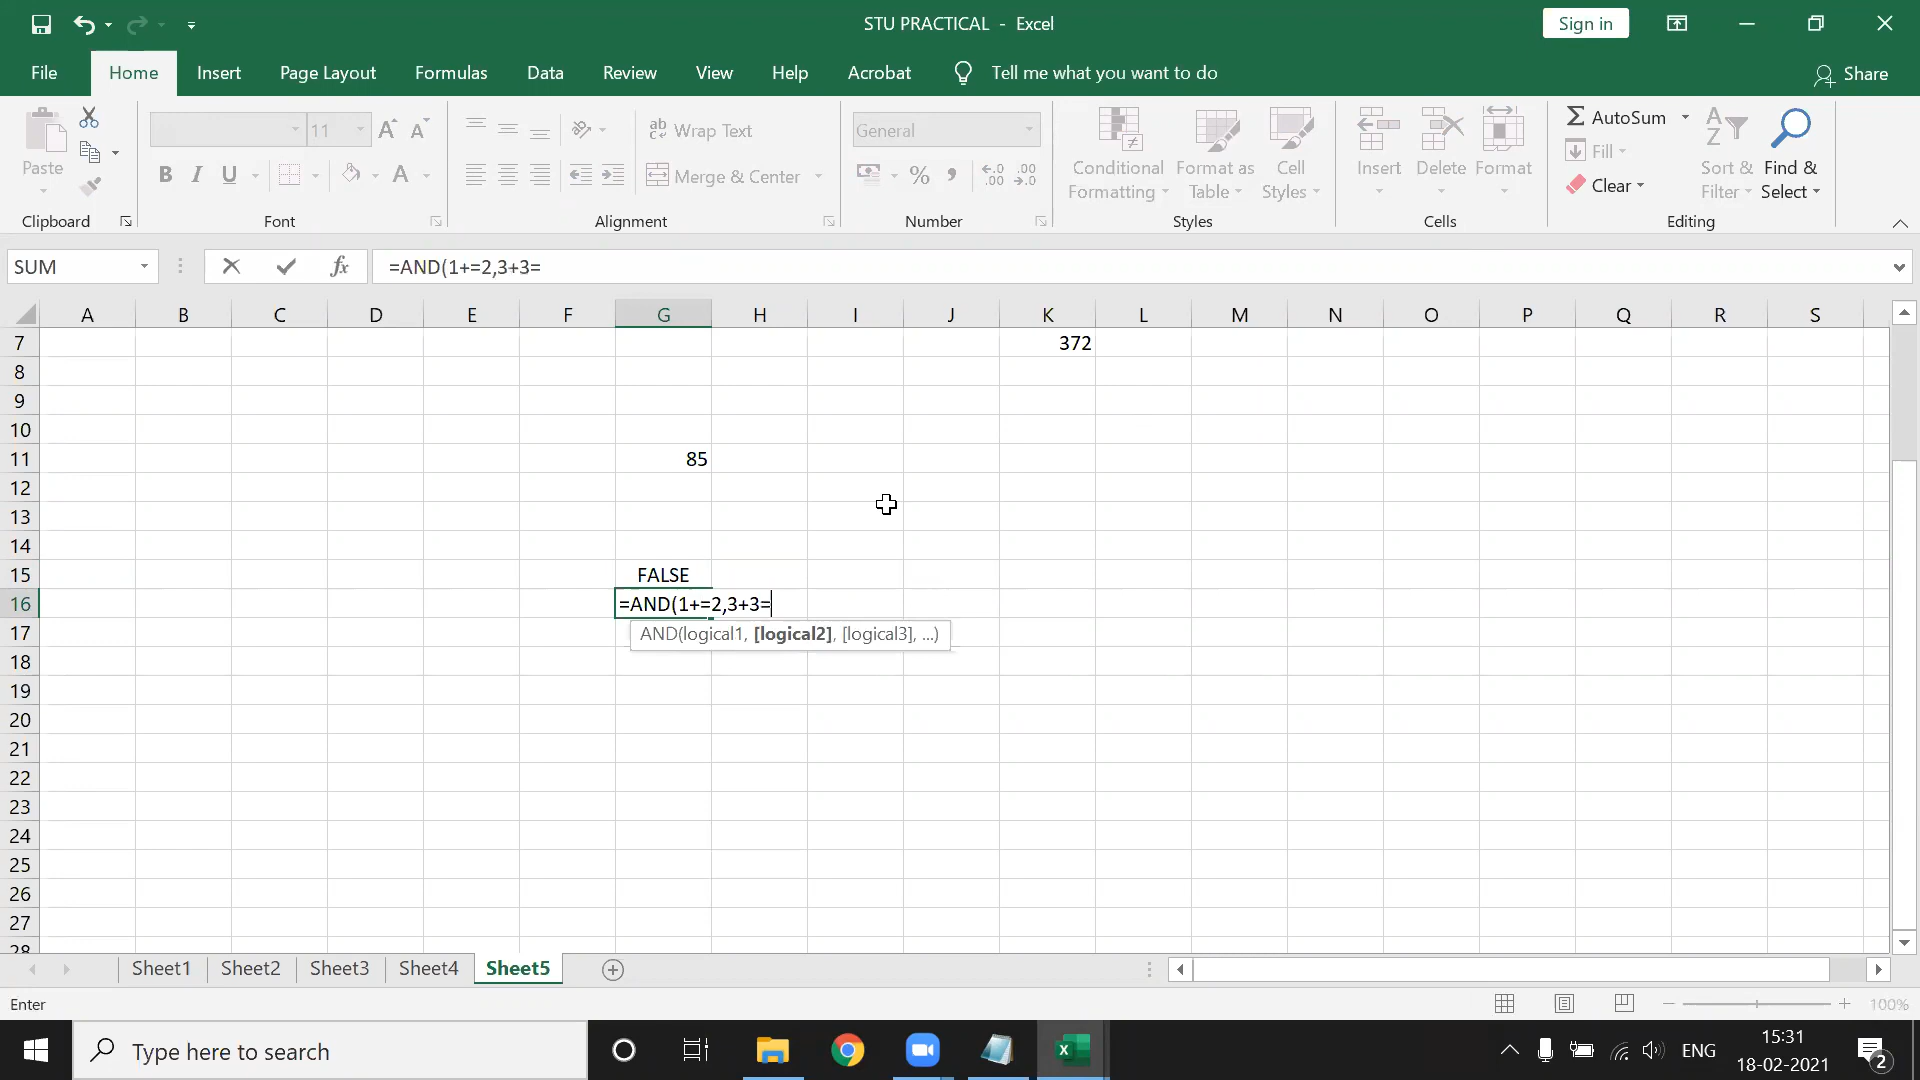 STU PRACTICAL - Excel
Sign in
File Home Insert Page Layout Formulas Data Review View Help Acrobat Tell me what you want to do Share
Paste
Clipboard
11
B I U
Font
Wrap Text
Merge & Center
Alignment
General
Number
Conditional Formatting
Format as Table
Cell Styles
Styles
Insert Delete Format
Cells
AutoSum
Fill
Clear
Sort & Filter
Find & Select
Editing
SUM
fx
=AND(1+=2,3+3=
A B C D E F G H I J K L M N O P Q R S
7 372
8
9
10
11 85
12
13
14
15 FALSE
16 =AND(1+=2,3+3=
17 AND(logical1, [logical2], [logical3], ...)
18
19
20
21
22
23
24
25
26
27
28
Sheet1 Sheet2 Sheet3 Sheet4 Sheet5
Enter
100%
Type here to search
ENG
15:31
18-02-2021
2